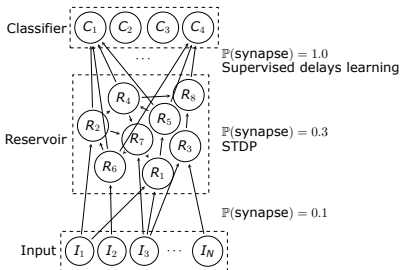 Classifier C₁ C₂ C₃ C₄
...
ℙ(synapse) = 1.0
Supervised delays learning
R₄ R₈
R₂ R₅
Reservoir R₇ R₃
R₆ R₁
ℙ(synapse) = 0.3
STDP
ℙ(synapse) = 0.1
Input I₁ I₂ I₃ ... I_N